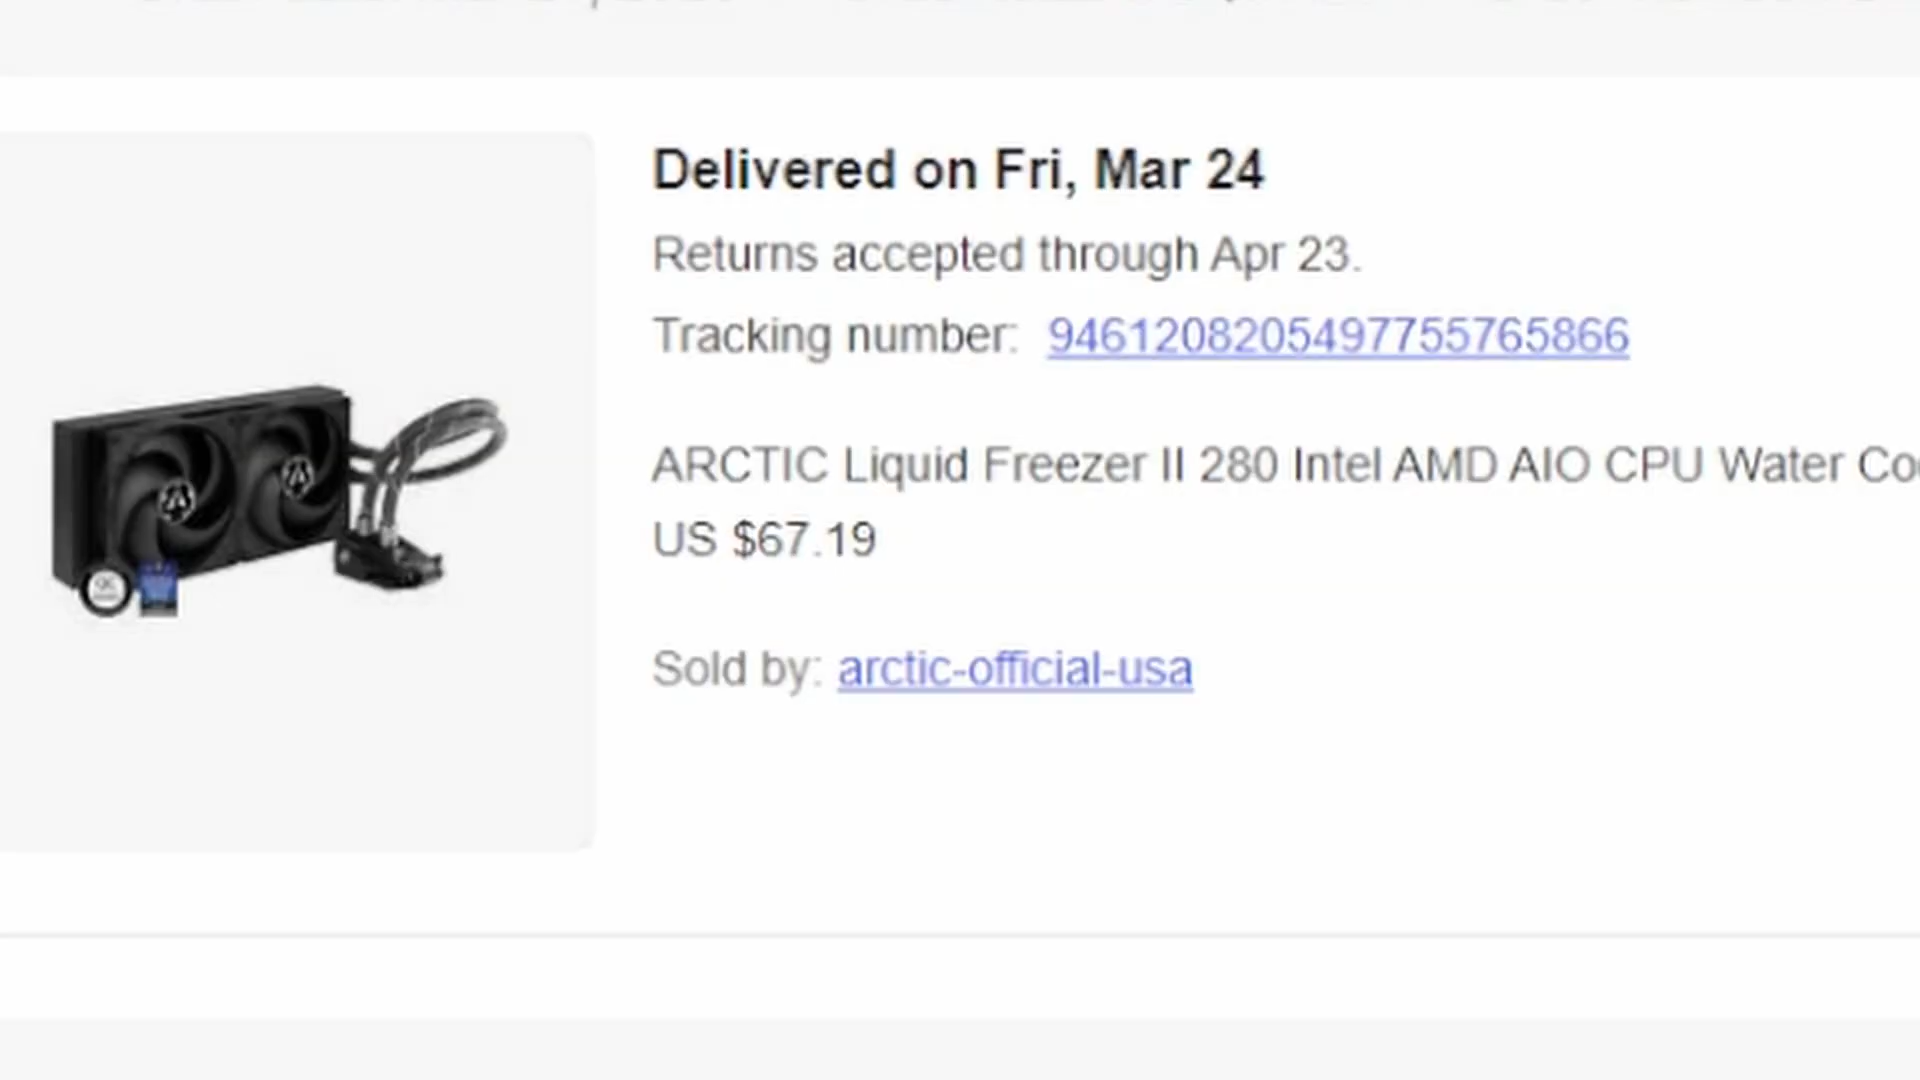 Delivered on Fri, Mar 24
Returns accepted through Apr 23.
Tracking number: 9461208205497755765866
ARCTIC Liquid Freezer II 280 Intel AMD AIO CPU Water
US $67.19
Sold by: arctic-official-usa